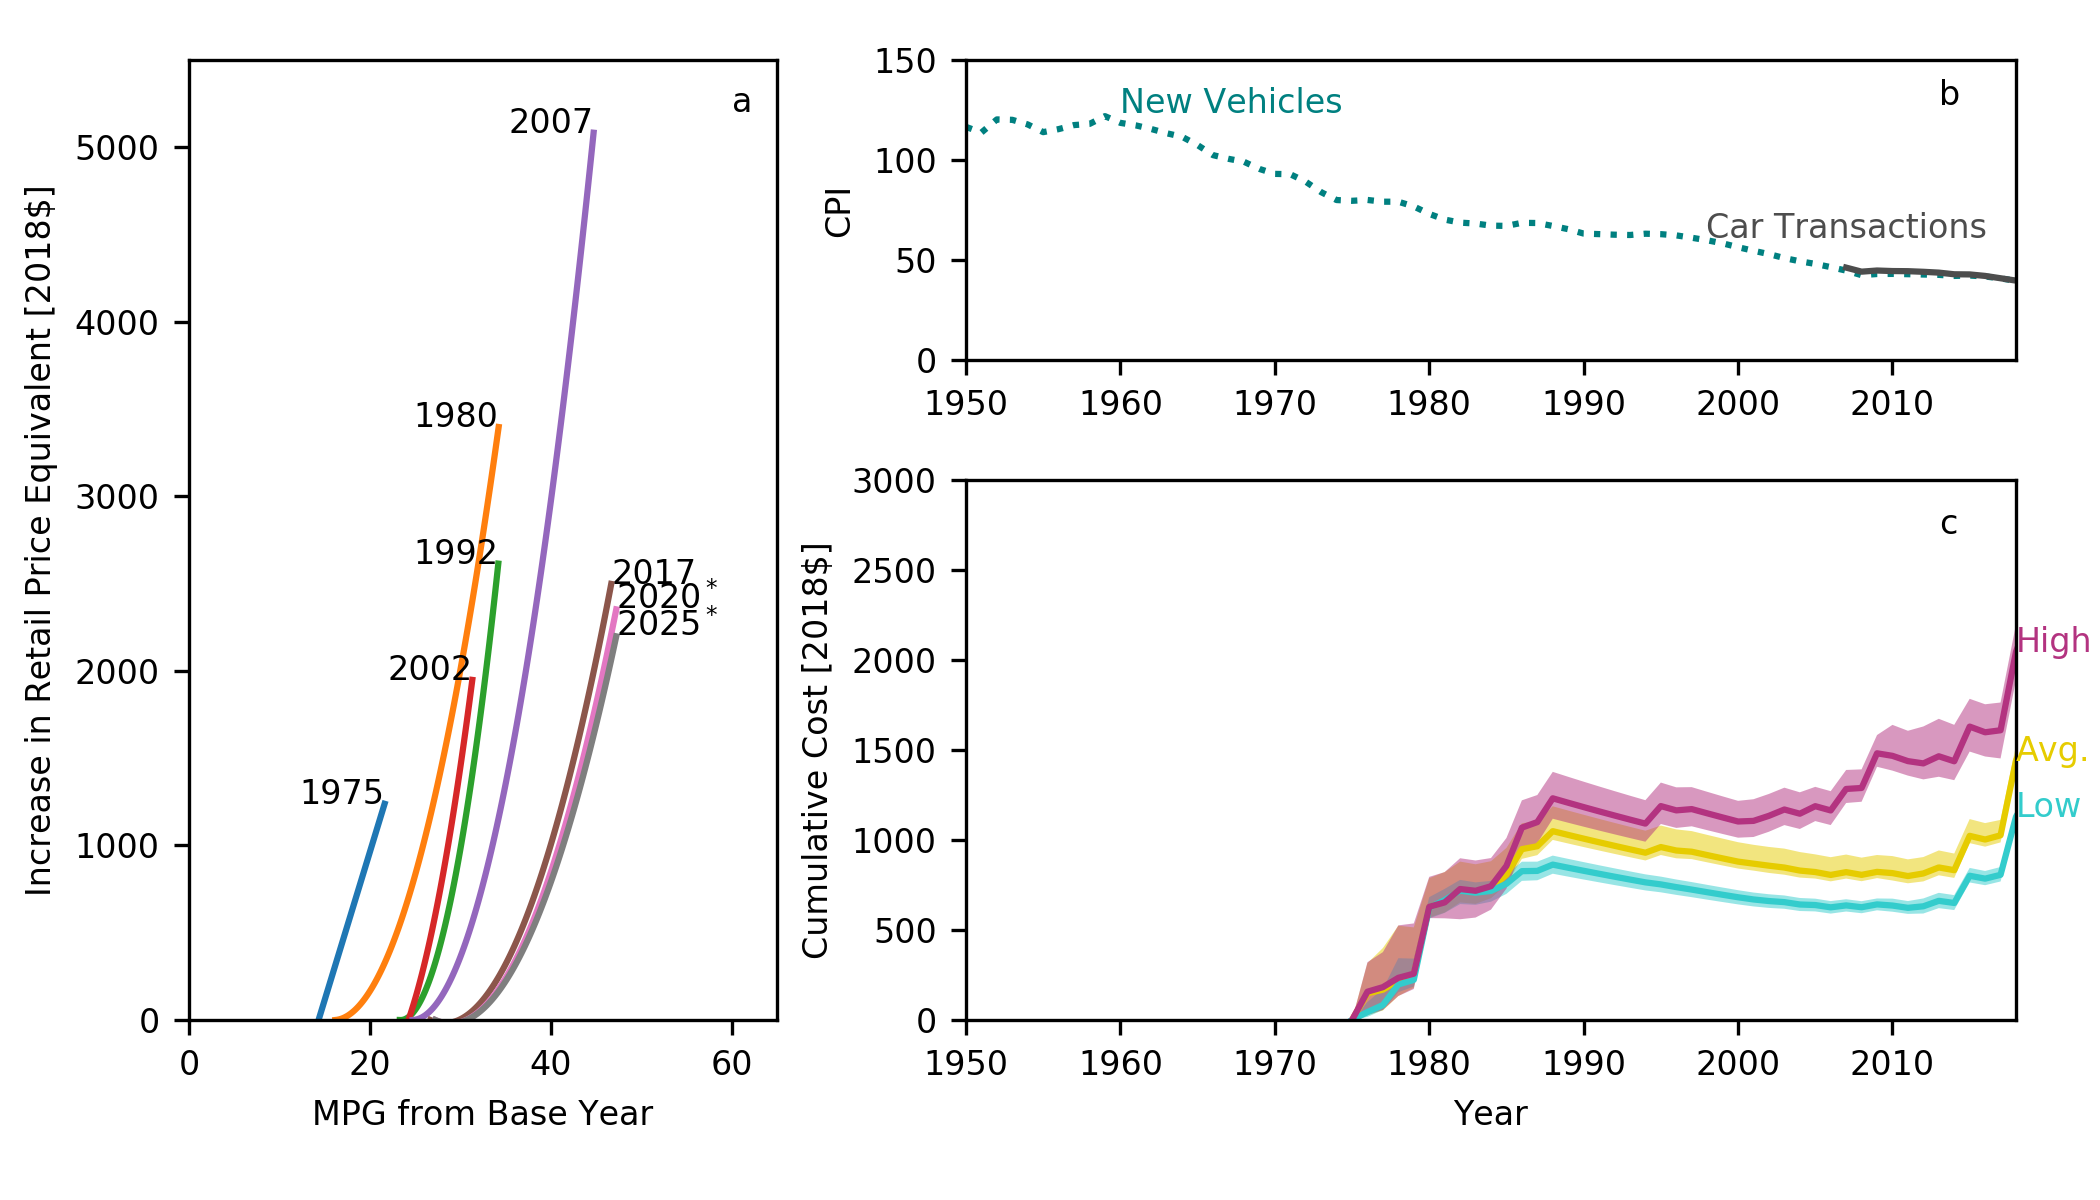 a
2007
5000
4000
1980
3000
1992
2017
2020*
2025*
2002
2000
1975
1000
0
0 20 40 60
Increase in Retail Price Equivalent [2018$]
MPG from Base Year
150
b
New Vehicles
100
Car Transactions
50
0
CPI
1950 1960 1970 1980 1990 2000 2010
3000
c
2500
High
2000
Avg.
1500
Low
1000
500
0
Cumulative Cost [2018$]
1950 1960 1970 1980 1990 2000 2010
Year